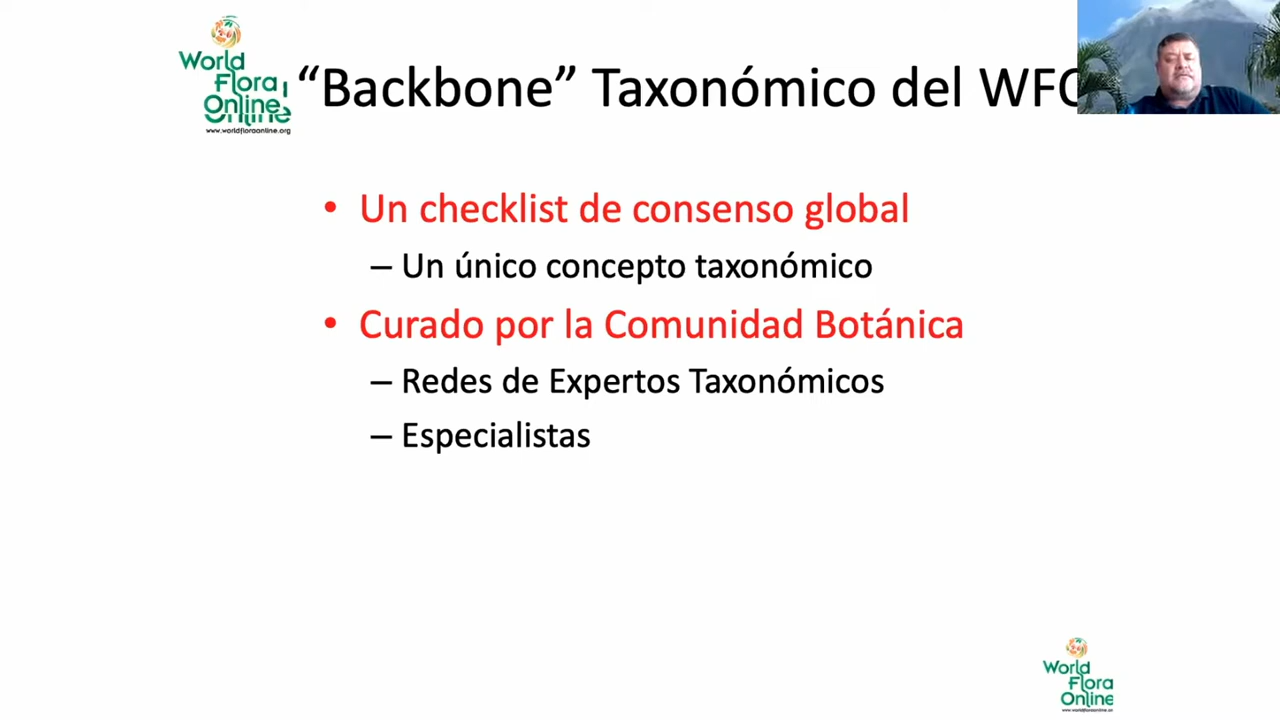 World
Flora
Online
www.worldfloraonline.org
“Backbone” Taxonómico del WFO
• Un checklist de consenso global
– Un único concepto taxonómico
• Curado por la Comunidad Botánica
– Redes de Expertos Taxonómicos
– Especialistas
World
Flora
Online